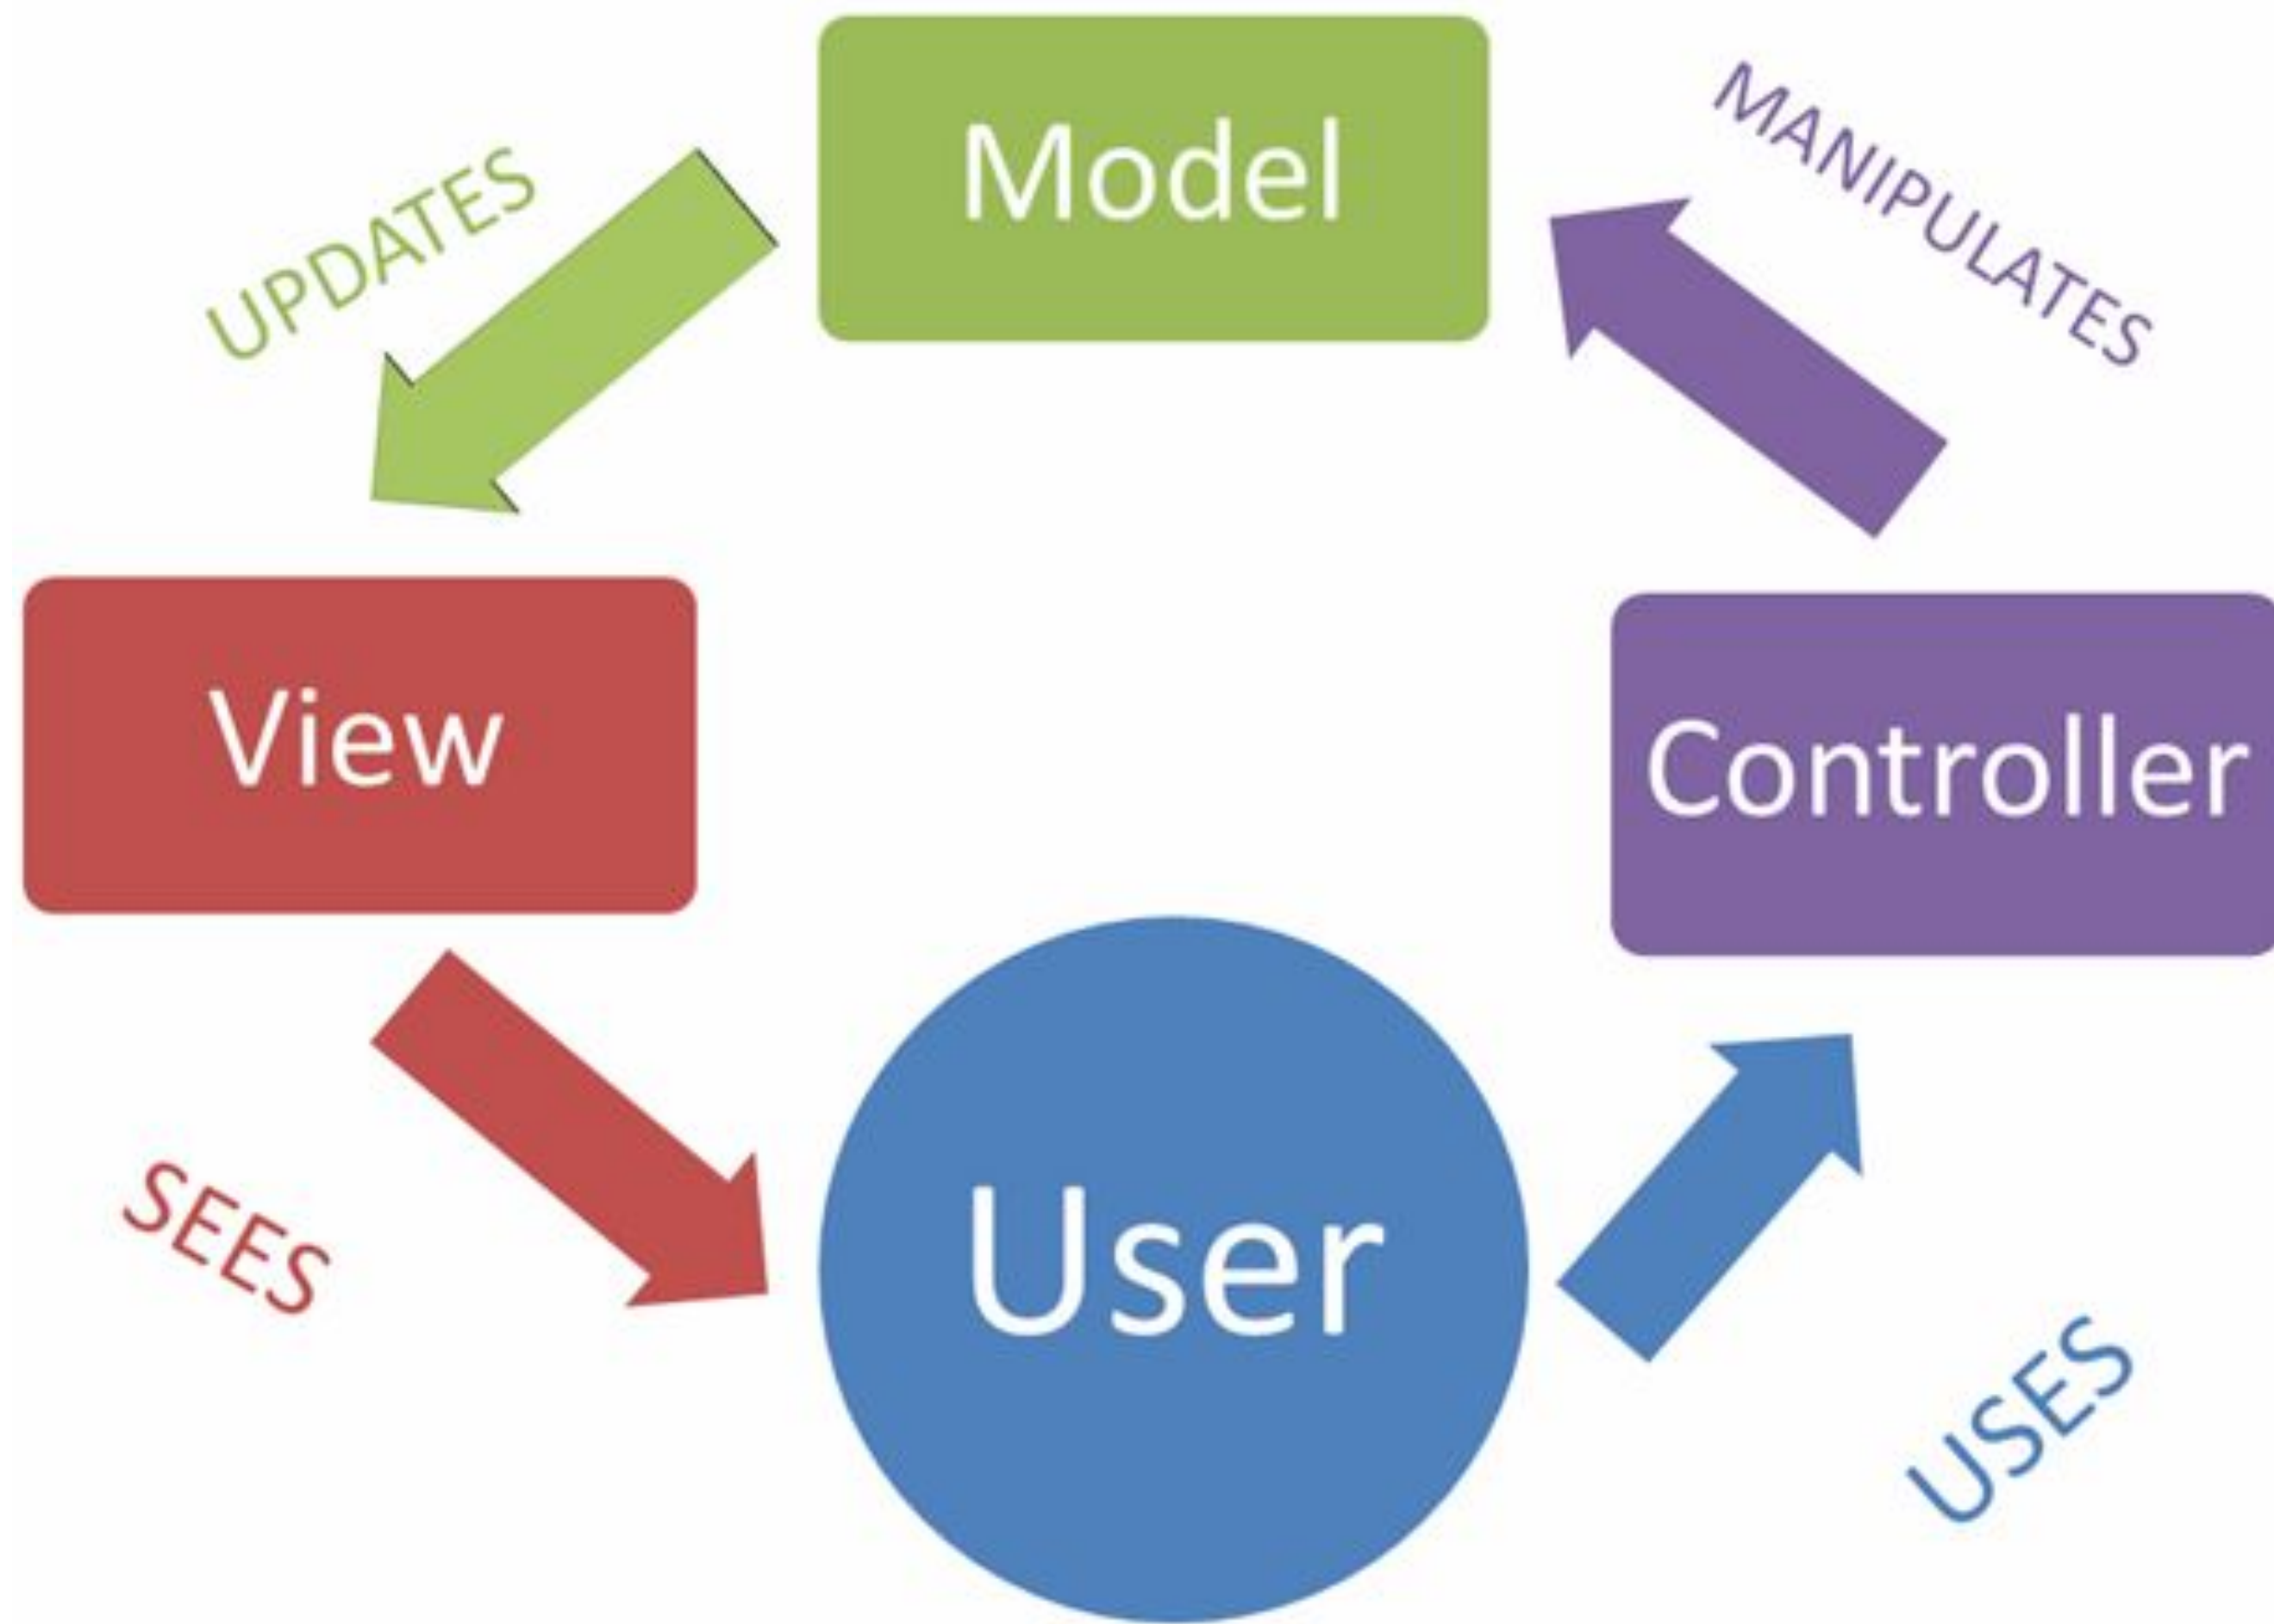 Model
MANIPULATES
UPDATES
View
Controller
User
SEES
USES